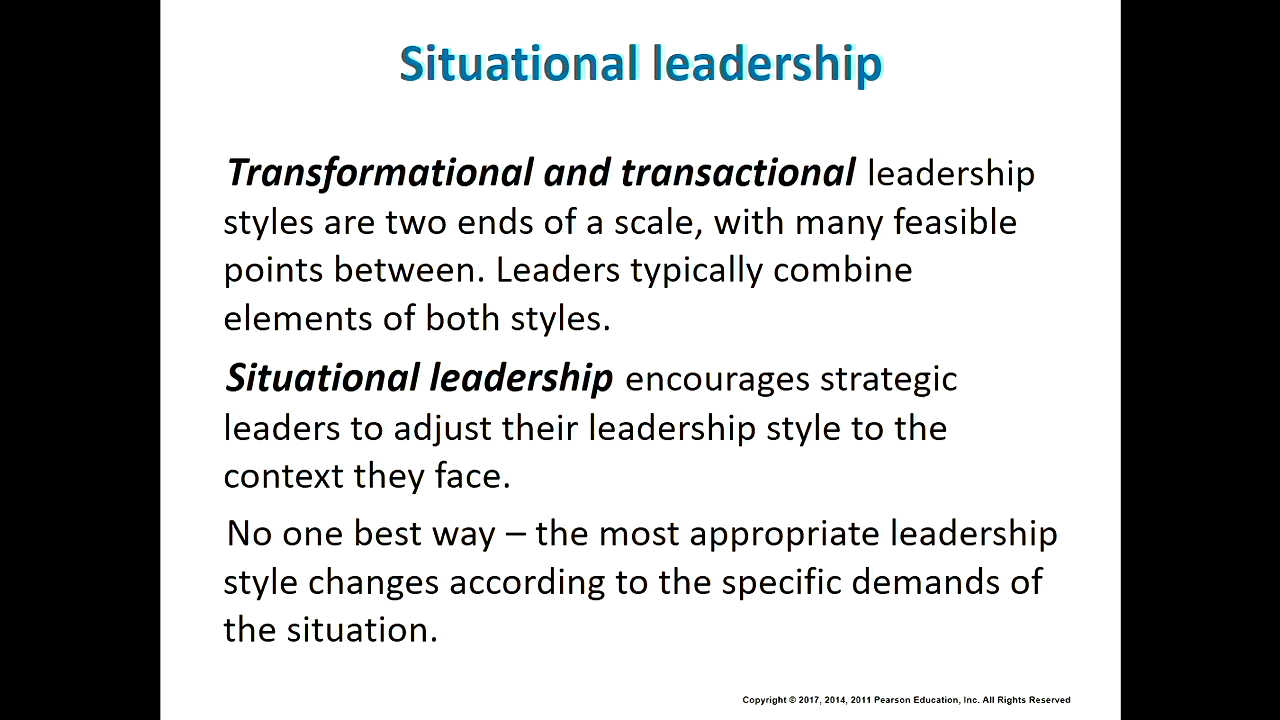 Situational leadership
Transformational and transactional leadership
styles are two ends of a scale, with many feasible
points between. Leaders typically combine
elements of both styles.
Situational leadership encourages strategic
leaders to adjust their leadership style to the
context they face.
No one best way – the most appropriate leadership
style changes according to the specific demands of
the situation.
Copyright © 2017, 2014, 2011 Pearson Education, Inc. All Rights Reserved